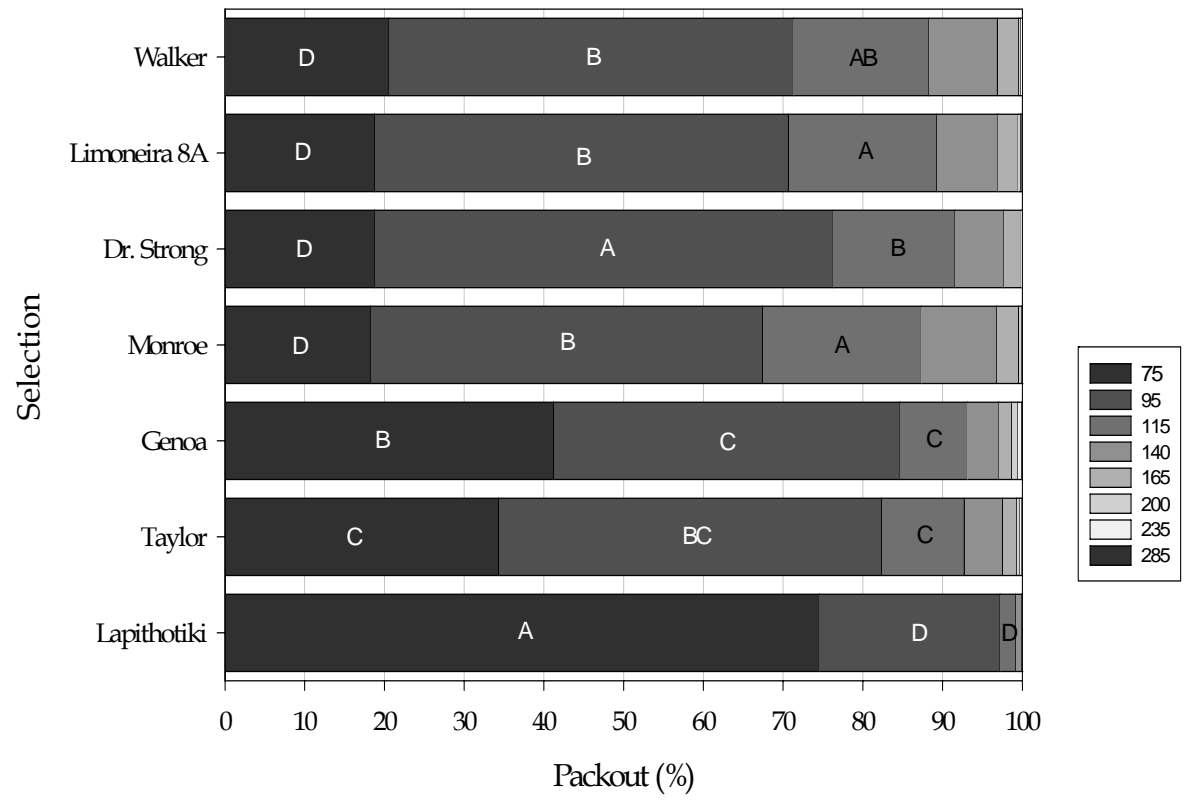 Walker
D B AB
Limoneira 8A
D B A
Dr. Strong
D A B
Monroe
D B A
Genoa
B C C
Taylor
C BC C
Lapithotiki
A D D
Selection
0 10 20 30 40 50 60 70 80 90 100
Packout (%)
75
95
115
140
165
200
235
285